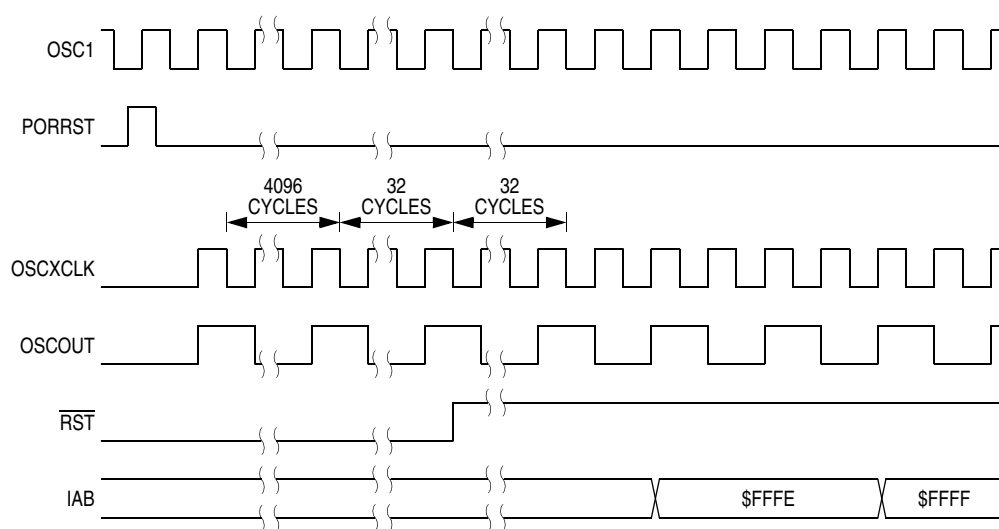 OSC1
PORRST
4096
CYCLES
32
CYCLES
32
CYCLES
OSCXCLK
OSCOUT
RST
IAB
$FFFE
$FFFF